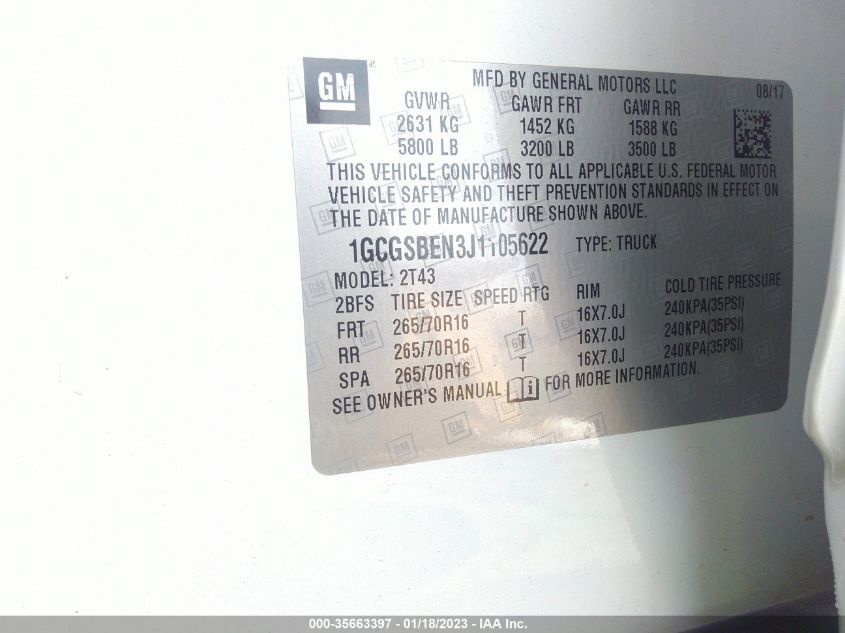 GM
MFD BY GENERAL MOTORS LLC 08/17
GVWR GAWR FRT GAWR RR
2631 KG 1452 KG 1588 KG
5800 LB 3200 LB 3500 LB
THIS VEHICLE CONFORMS TO ALL APPLICABLE U.S. FEDERAL MOTOR
VEHICLE SAFETY AND THEFT PREVENTION STANDARDS IN EFFECT ON
THE DATE OF MANUFACTURE SHOWN ABOVE.
1GCGSBEN3J1105622 TYPE: TRUCK
MODEL: 2T43
2BFS TIRE SIZE SPEED RTG RIM COLD TIRE PRESSURE
FRT 265/70R16 T 16X7.0J 240KPA(35PSI)
RR 265/70R16 T 16X7.0J 240KPA(35PSI)
SPA 265/70R16 T 16X7.0J 240KPA(35PSI)
SEE OWNER'S MANUAL i FOR MORE INFORMATION.
000-35663397 - 01/18/2023 - IAA Inc.